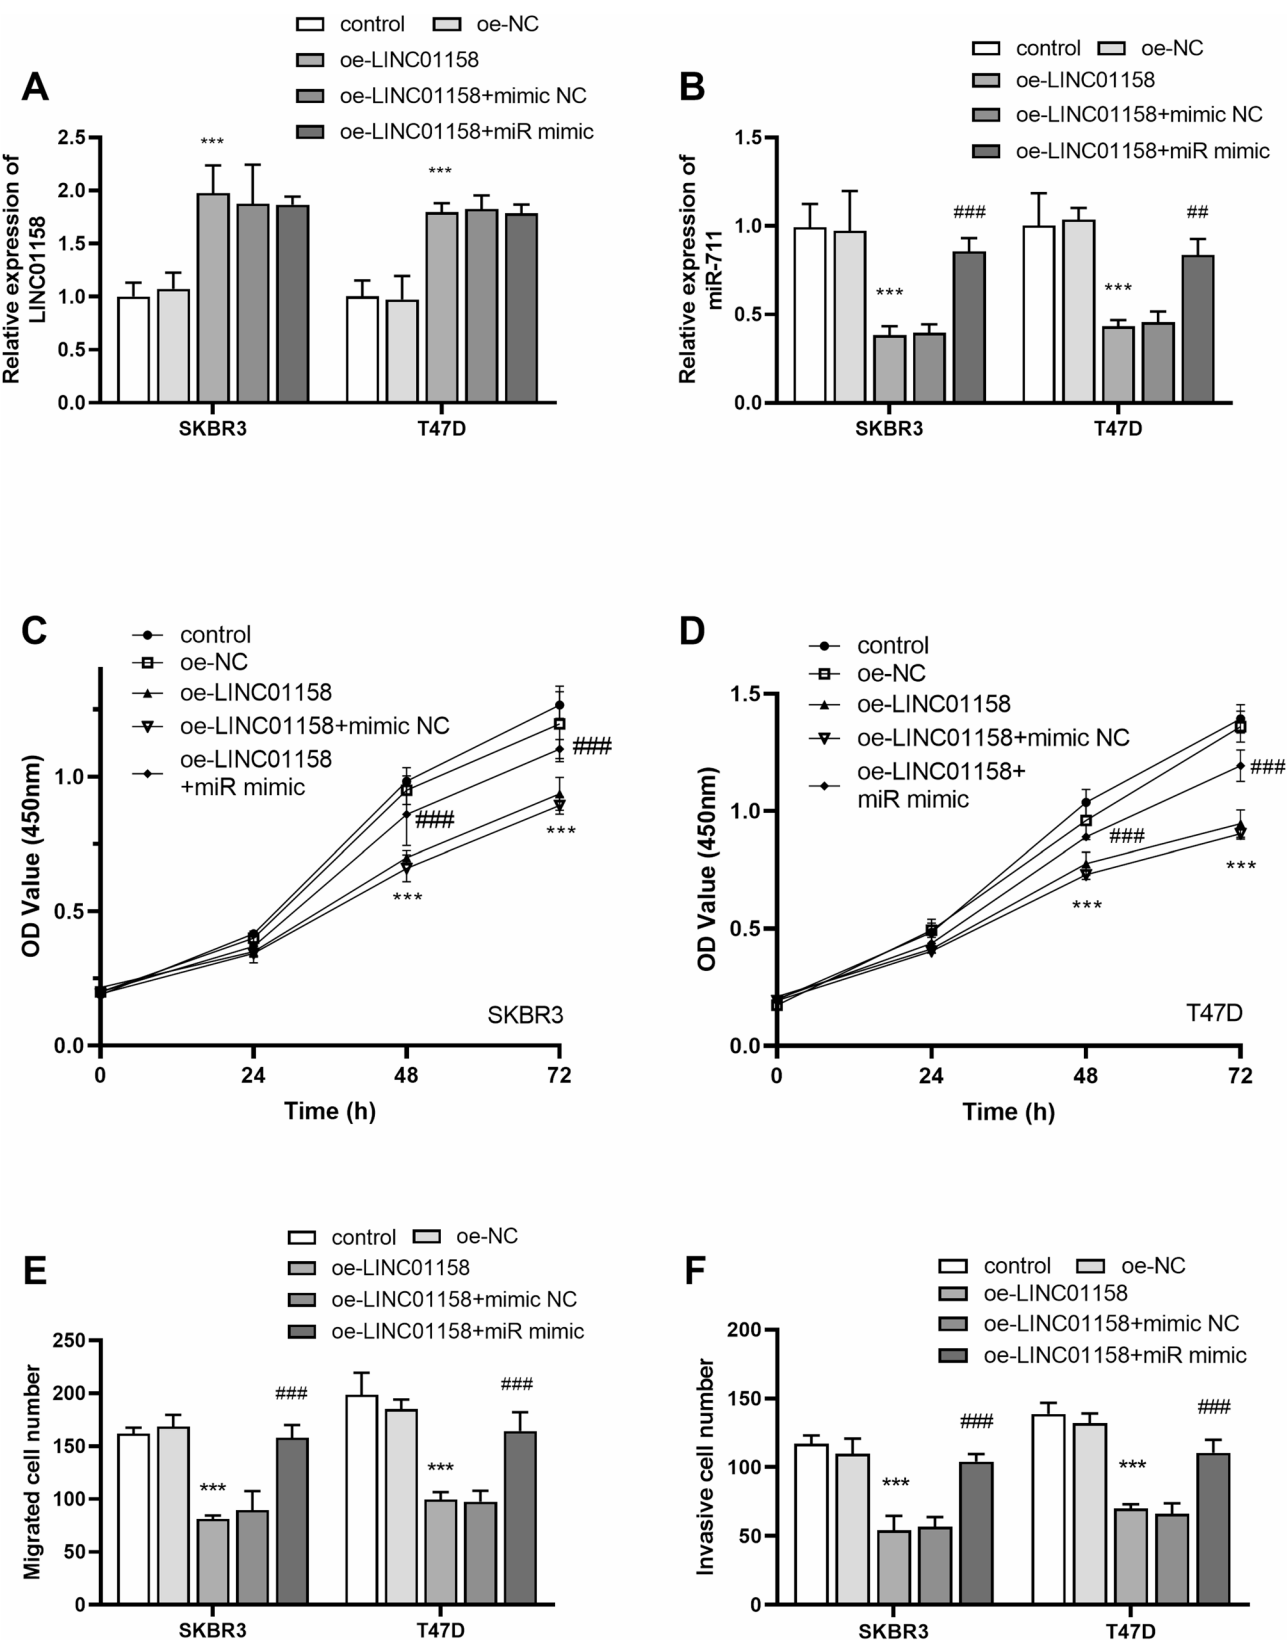 A
control
oe-NC
oe-LINC01158
oe-LINC01158+mimic NC
oe-LINC01158+miR mimic
Relative expression of
LINC01158
2.5
2.0
1.5
1.0
0.5
0.0
***
***
SKBR3
T47D
B
control
oe-NC
oe-LINC01158
oe-LINC01158+mimic NC
oe-LINC01158+miR mimic
Relative expression of
miR-711
1.5
1.0
0.5
0.0
***
###
***
##
SKBR3
T47D
C
control
oe-NC
oe-LINC01158
oe-LINC01158+mimic NC
oe-LINC01158
+miR mimic
OD Value (450nm)
1.0
0.5
0.0
###
###
***
***
SKBR3
0
24
48
72
Time (h)
D
control
oe-NC
oe-LINC01158
oe-LINC01158+mimic NC
oe-LINC01158+
miR mimic
OD Value (450nm)
1.5
1.0
0.5
0.0
###
###
***
***
T47D
0
24
48
72
Time (h)
E
control
oe-NC
oe-LINC01158
oe-LINC01158+mimic NC
oe-LINC01158+miR mimic
Migrated cell number
250
200
150
100
50
0
***
###
***
###
SKBR3
T47D
F
control
oe-NC
oe-LINC01158
oe-LINC01158+mimic NC
oe-LINC01158+miR mimic
Invasive cell number
200
150
100
50
0
***
###
***
###
SKBR3
T47D